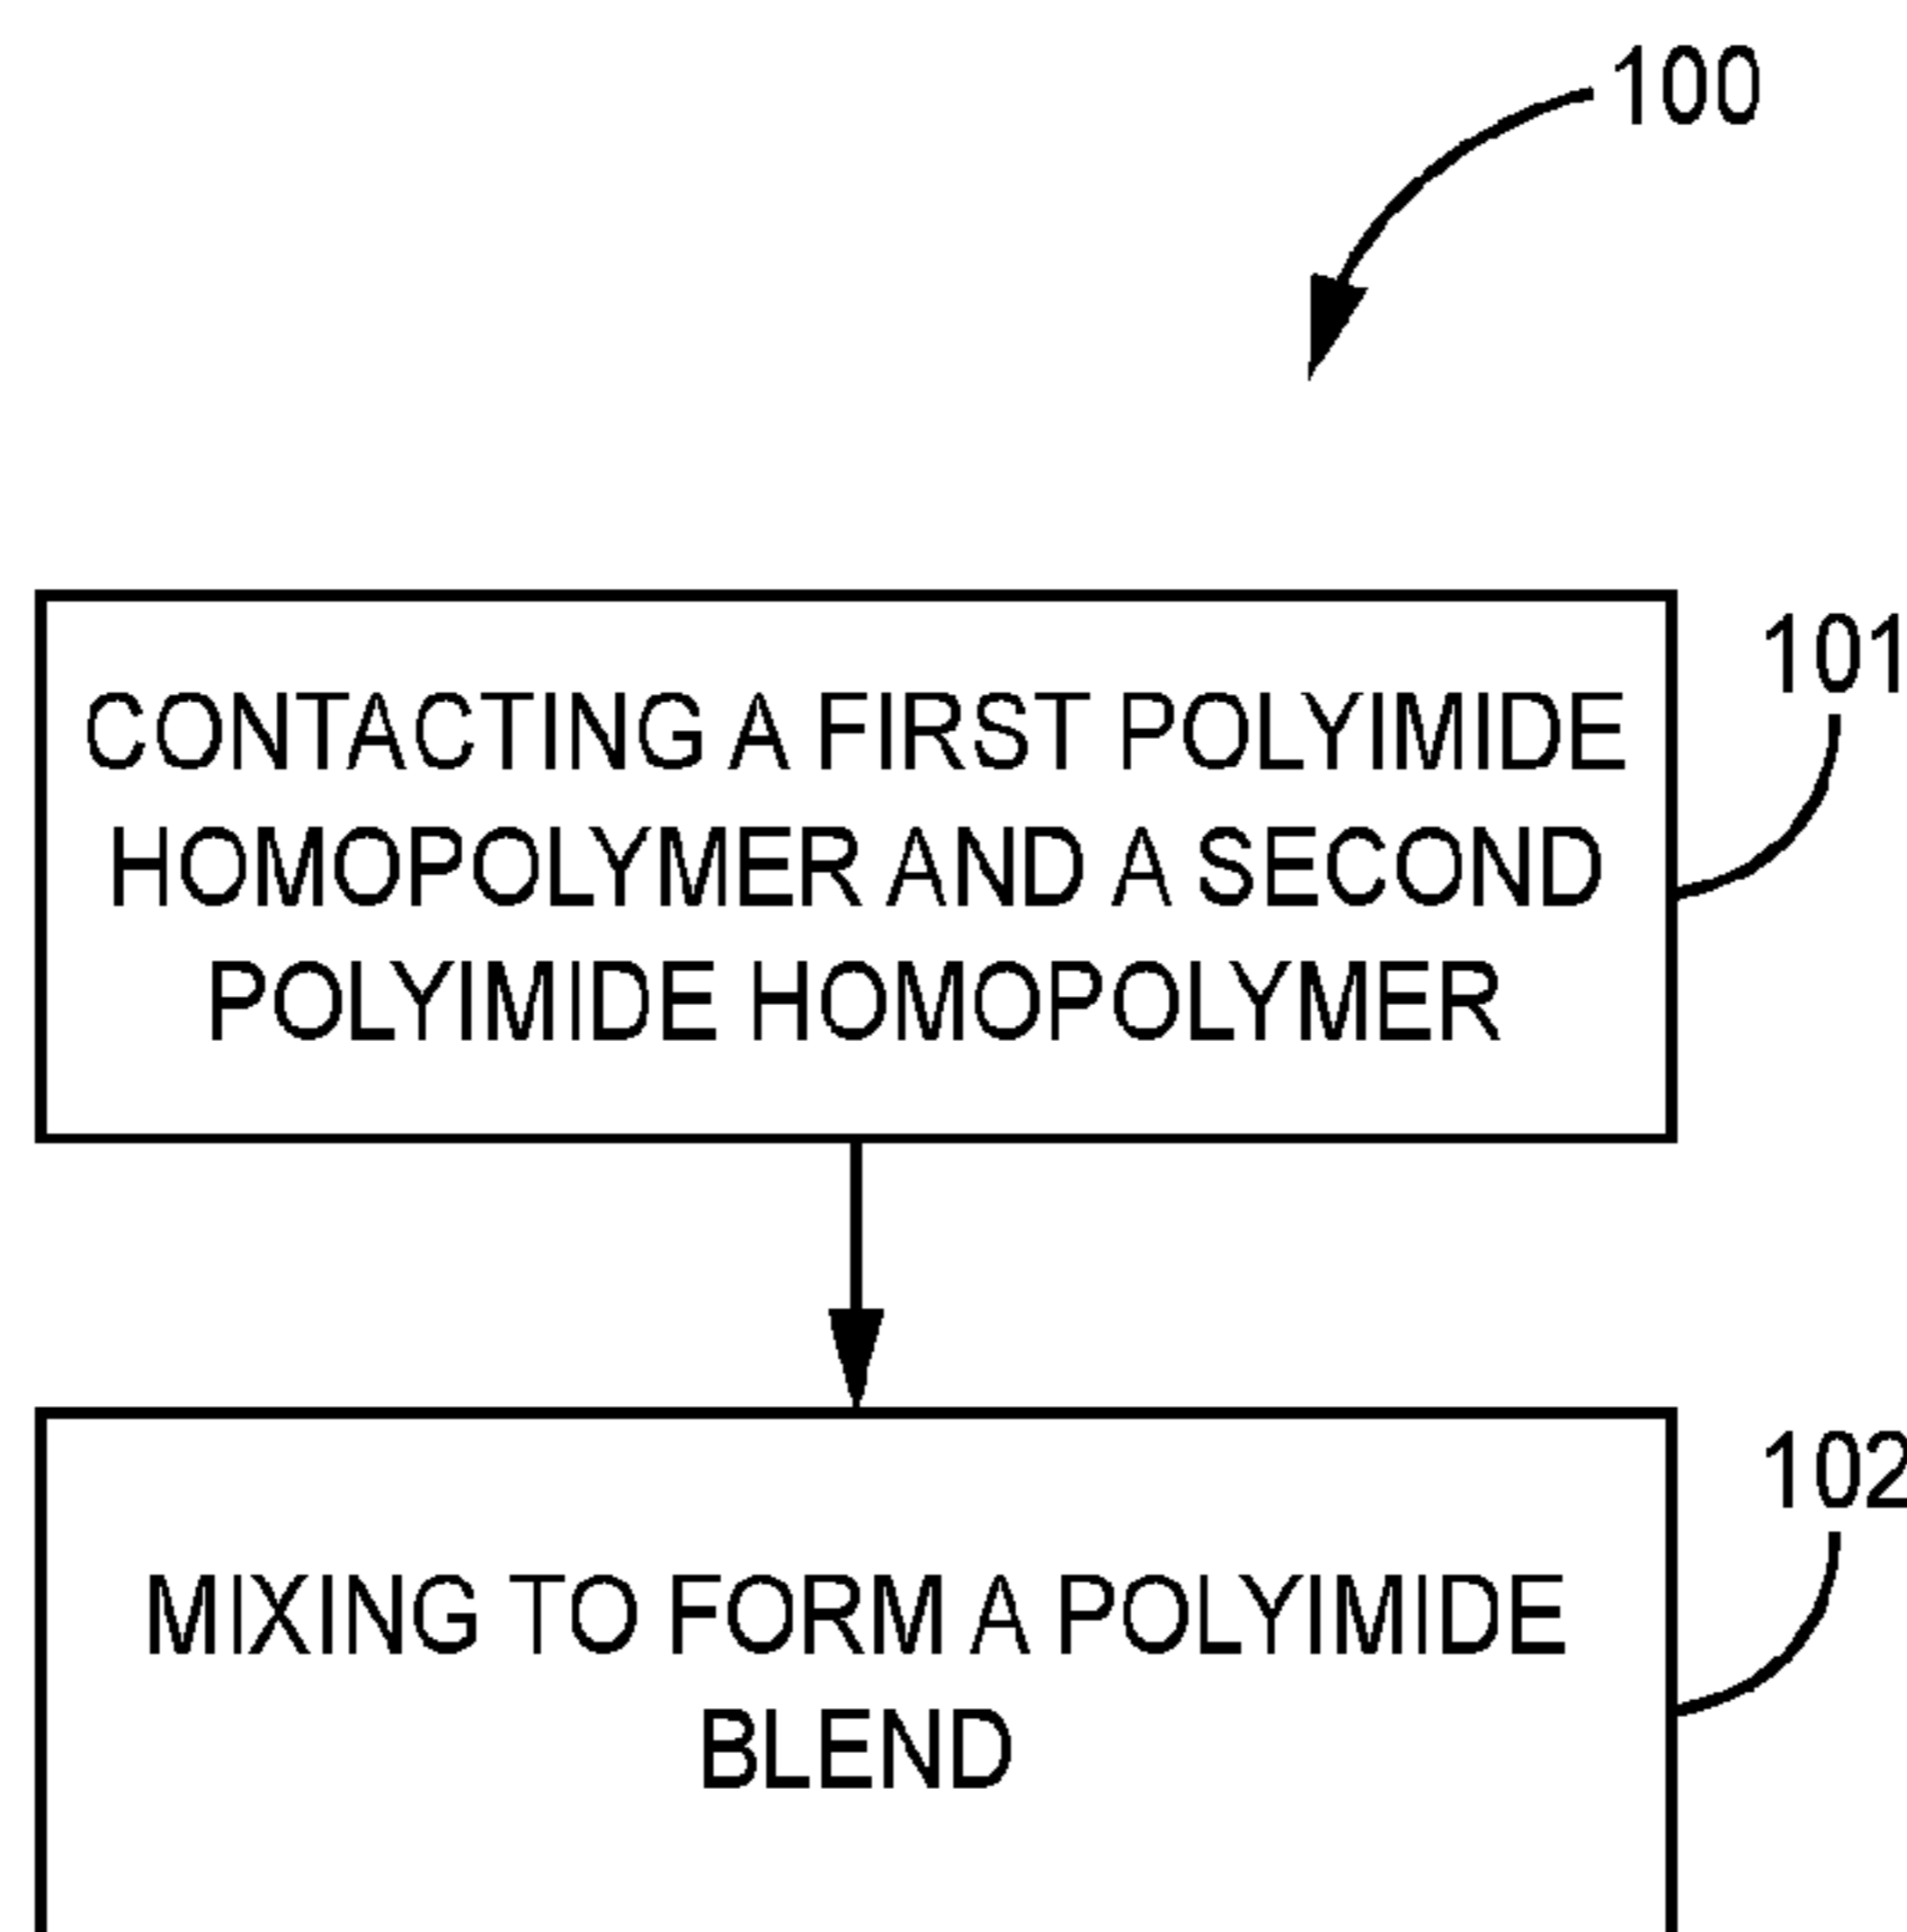 100
101
CONTACTING A FIRST POLYIMIDE
HOMOPOLYMER AND A SECOND
POLYIMIDE HOMOPOLYMER
102
MIXING TO FORM A POLYIMIDE
BLEND